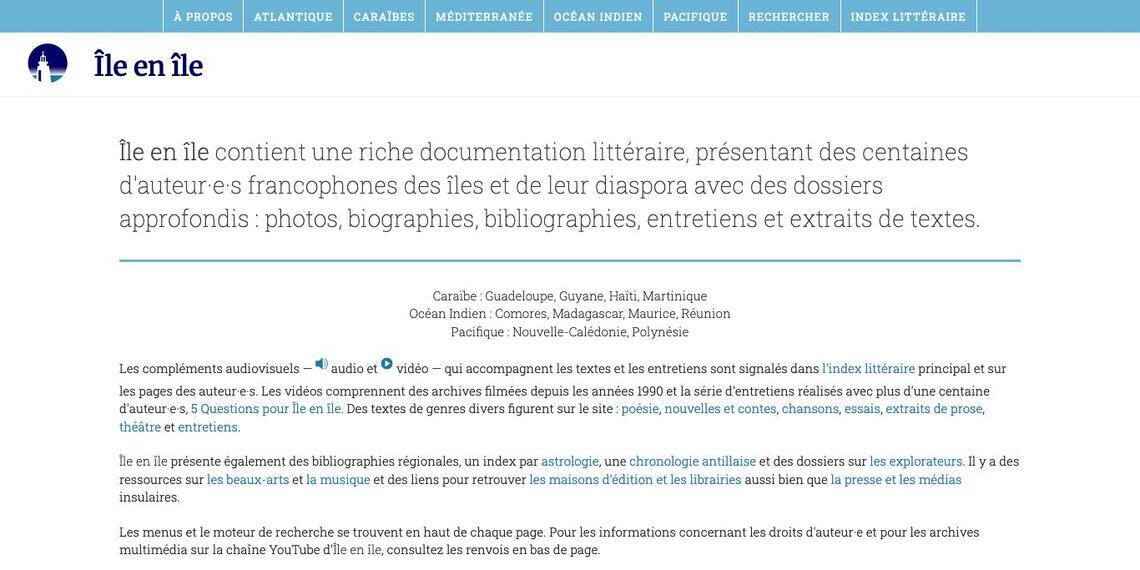 À PROPOS ATLANTIQUE CARAÏBES MÉDITERRANÉE OCÉAN INDIEN PACIFIQUE RECHERCHER INDEX LITTÉRAIRE
Île en île
Île en île contient une riche documentation littéraire, présentant des centaines
d'auteur·e·s francophones des îles et de leur diaspora avec des dossiers
approfondis : photos, biographies, bibliographies, entretiens et extraits de textes.
Caraïbe : Guadeloupe, Guyane, Haïti, Martinique
Océan Indien : Comores, Madagascar, Maurice, Réunion
Pacifique : Nouvelle-Calédonie, Polynésie
Les compléments audiovisuels — audio et vidéo — qui accompagnent les textes et les entretiens sont signalés dans l'index littéraire principal et sur
les pages des auteur·e·s. Les vidéos comprennent des archives filmées depuis les années 1990 et la série d'entretiens réalisés avec plus d'une centaine
d'auteur·e·s, 5 Questions pour Île en île. Des textes de genres divers figurent sur le site : poésie, nouvelles et contes, chansons, essais, extraits de prose,
théâtre et entretiens.
Île en île présente également des bibliographies régionales, un index par astrologie, une chronologie antillaise et des dossiers sur les explorateurs. Il y a des
ressources sur les beaux-arts et la musique et des liens pour retrouver les maisons d'édition et les librairies aussi bien que la presse et les médias
insulaires.
Les menus et le moteur de recherche se trouvent en haut de chaque page. Pour les informations concernant les droits d'auteur·e et pour les archives
multimédia sur la chaîne YouTube d'Île en île, consultez les renvois en bas de page.